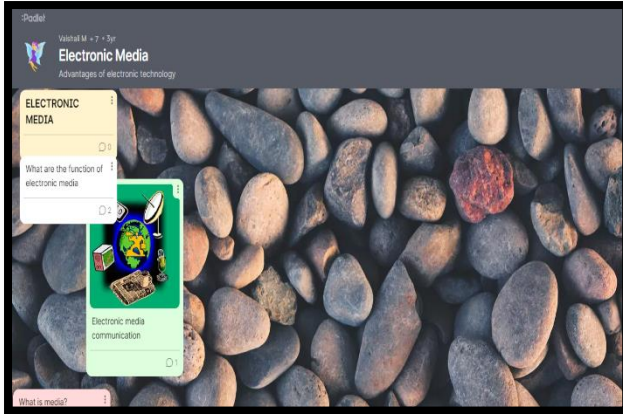 :Padlet
Vaishali M + 7 • 3yr
Electronic Media
Advantages of electronic technology
ELECTRONIC
MEDIA
0
What are the function of
electronic media
2
Electronic media
communication
1
What is media?